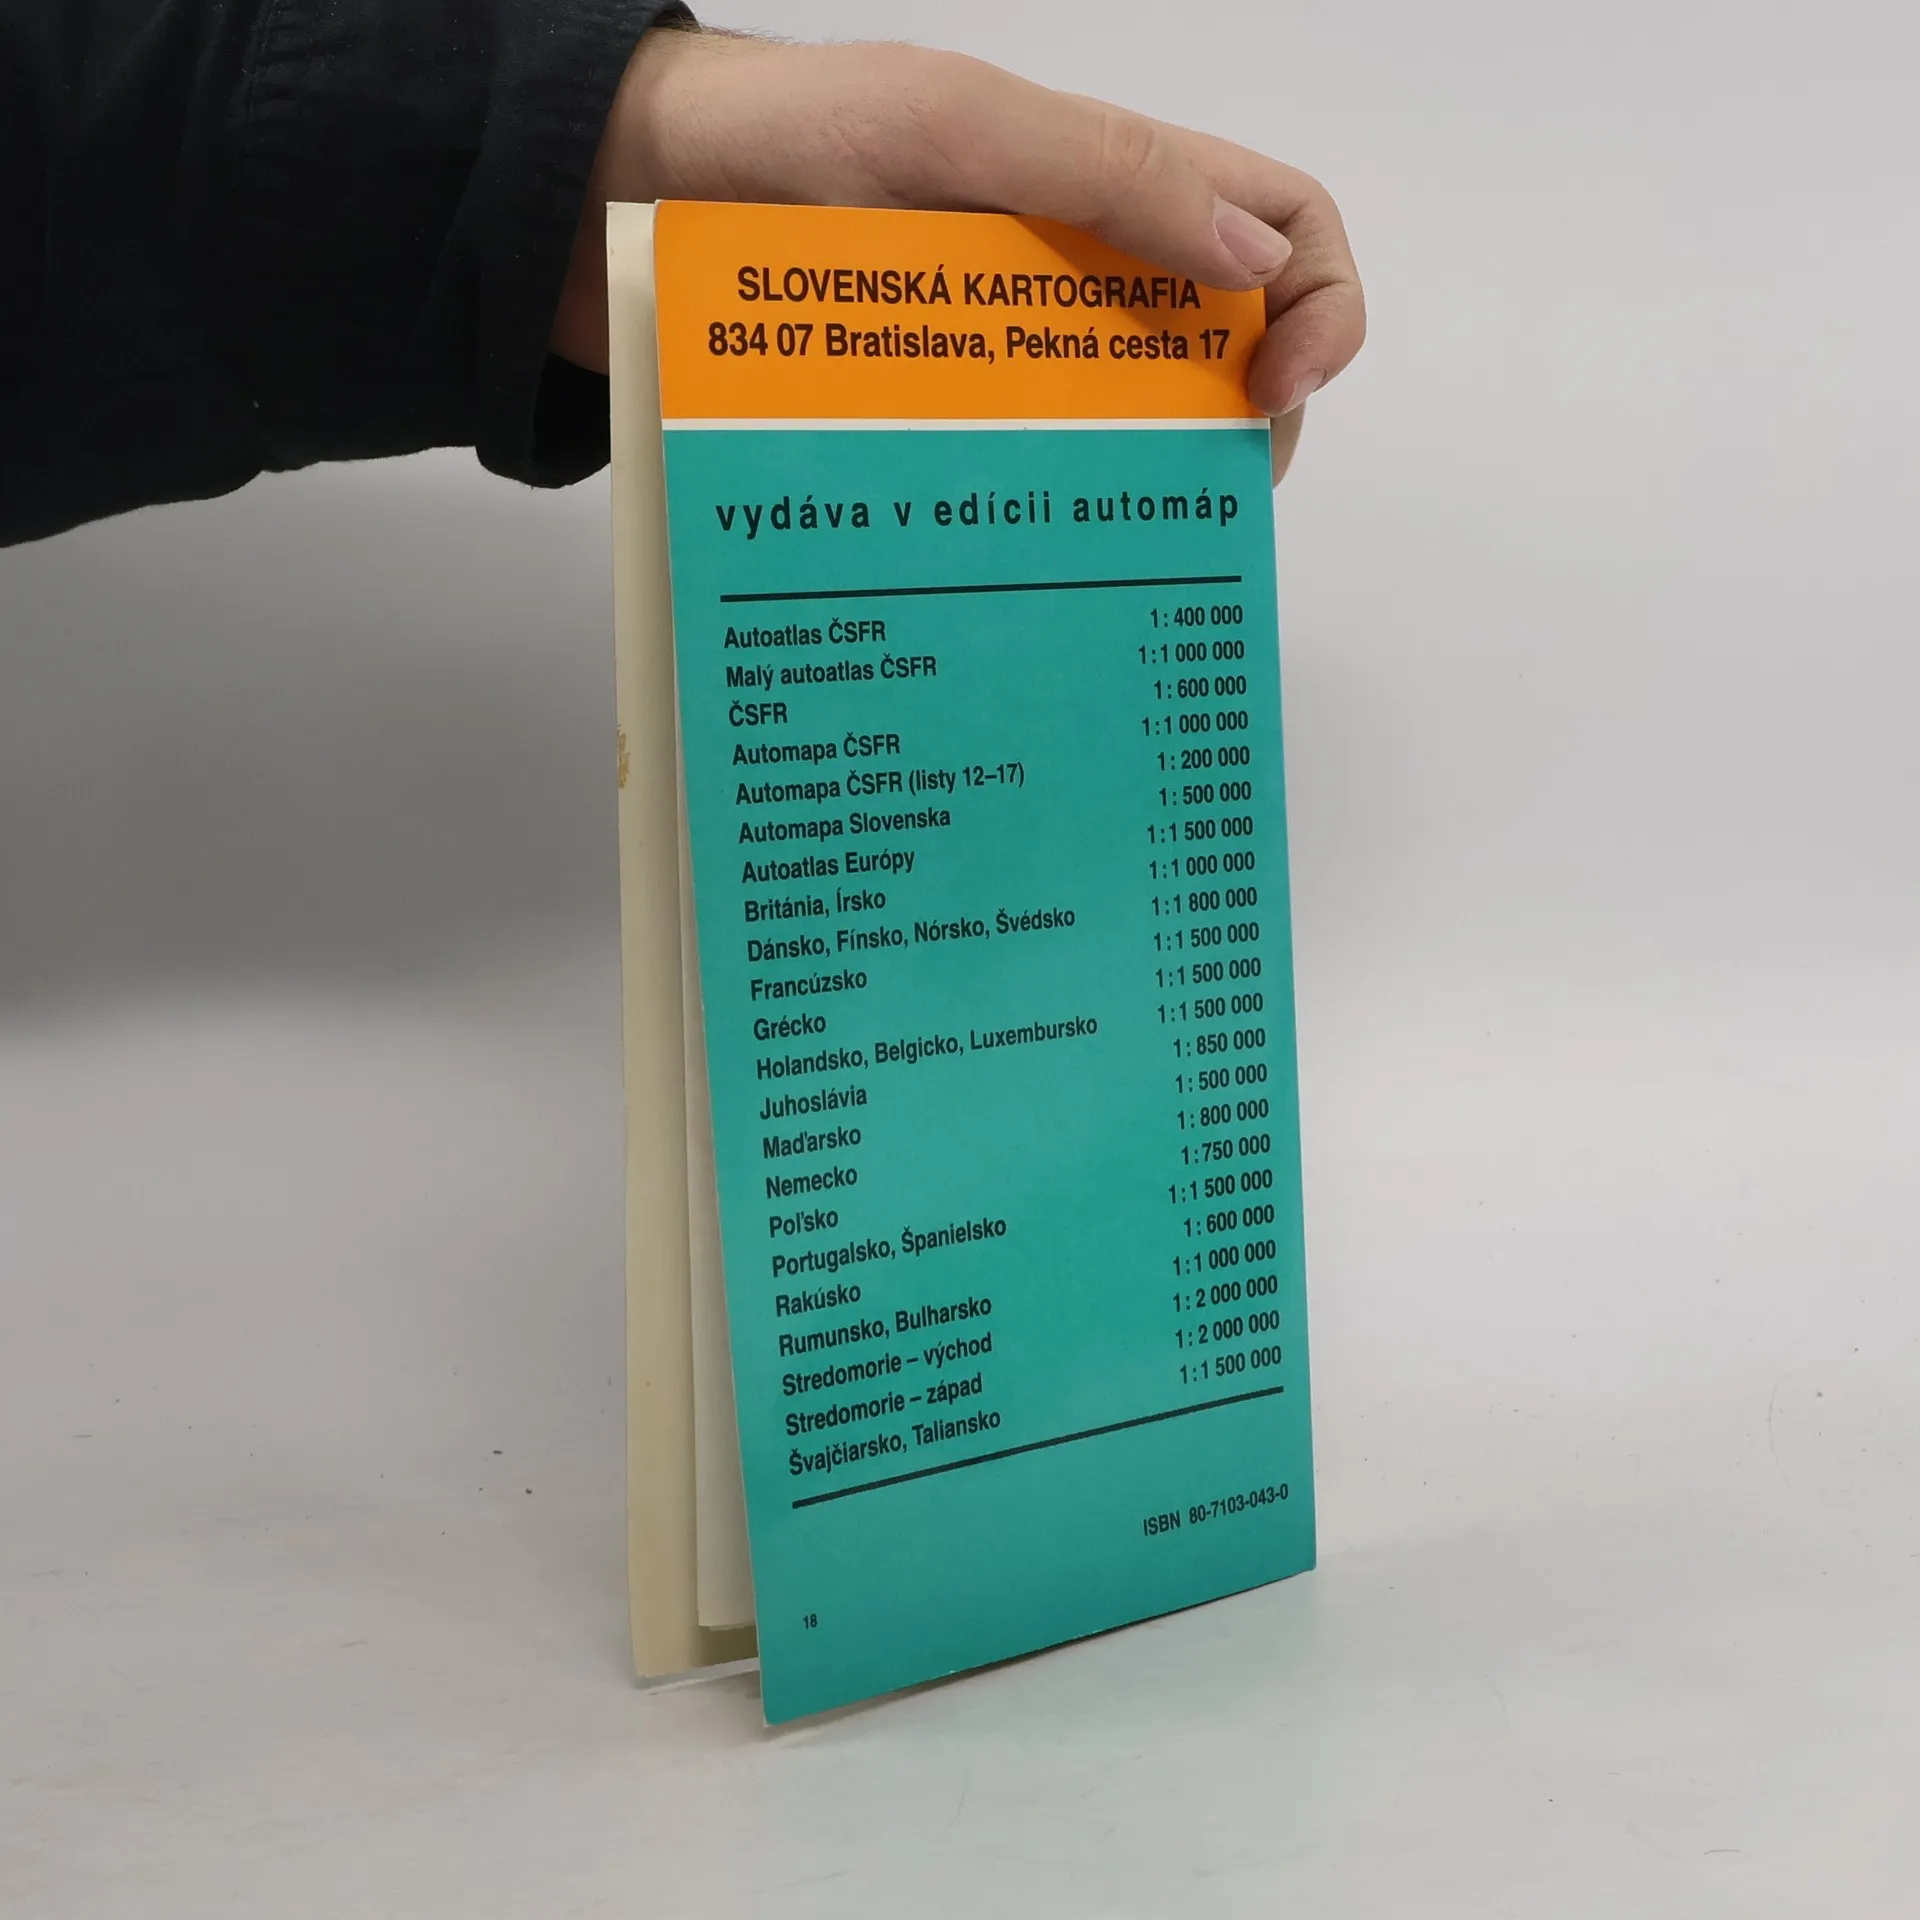 SLOVENSKÁ KARTOGRAFIA
834 07 Bratislava, Pekná cesta 17
vydáva v edícii automáp
Autoatlas ČSFR 1: 400 000
Malý autoatlas ČSFR 1:1 000 000
ČSFR 1: 600 000
Automapa ČSFR 1:1 000 000
Automapa ČSFR (listy 12–17) 1: 200 000
Automapa Slovenska 1: 500 000
Autoatlas Európy 1:1 500 000
Británia, Írsko 1:1 000 000
Dánsko, Fínsko, Nórsko, Švédsko 1:1 800 000
Francúzsko 1:1 500 000
Grécko 1:1 500 000
Holandsko, Belgicko, Luxembursko 1:1 500 000
Juhoslávia 1: 850 000
Maďarsko 1: 500 000
Nemecko 1: 800 000
Poľsko 1:750 000
Portugalsko, Španielsko 1:1 500 000
Rakúsko 1: 600 000
Rumunsko, Bulharsko 1:1 000 000
Stredomorie – východ 1: 2 000 000
Stredomorie – západ 1: 2 000 000
Švajčiarsko, Taliansko 1:1 500 000
ISBN 80-7103-043-0
18